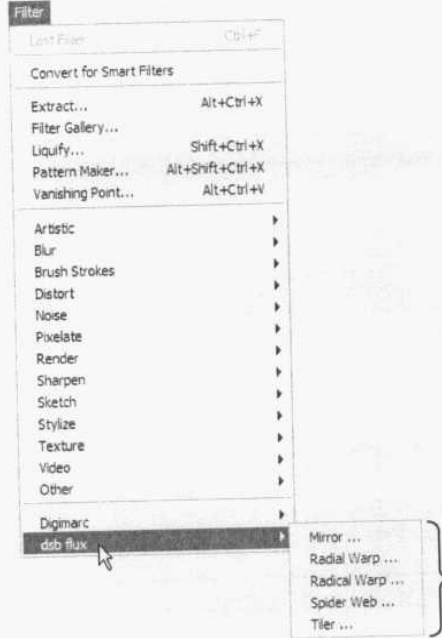 Filter
Last Filter Ctrl+F
Convert for Smart Filters
Extract... Alt+Ctrl+X
Filter Gallery...
Liquify... Shift+Ctrl+X
Pattern Maker... Alt+Shift+Ctrl+X
Vanishing Point... Alt+Ctrl+V
Artistic
Blur
Brush Strokes
Distort
Noise
Pixelate
Render
Sharpen
Sketch
Stylize
Texture
Video
Other
Digimarc
dsb flux
Mirror ...
Radial Warp ...
Radical Warp ...
Spider Web ...
Tiler ...